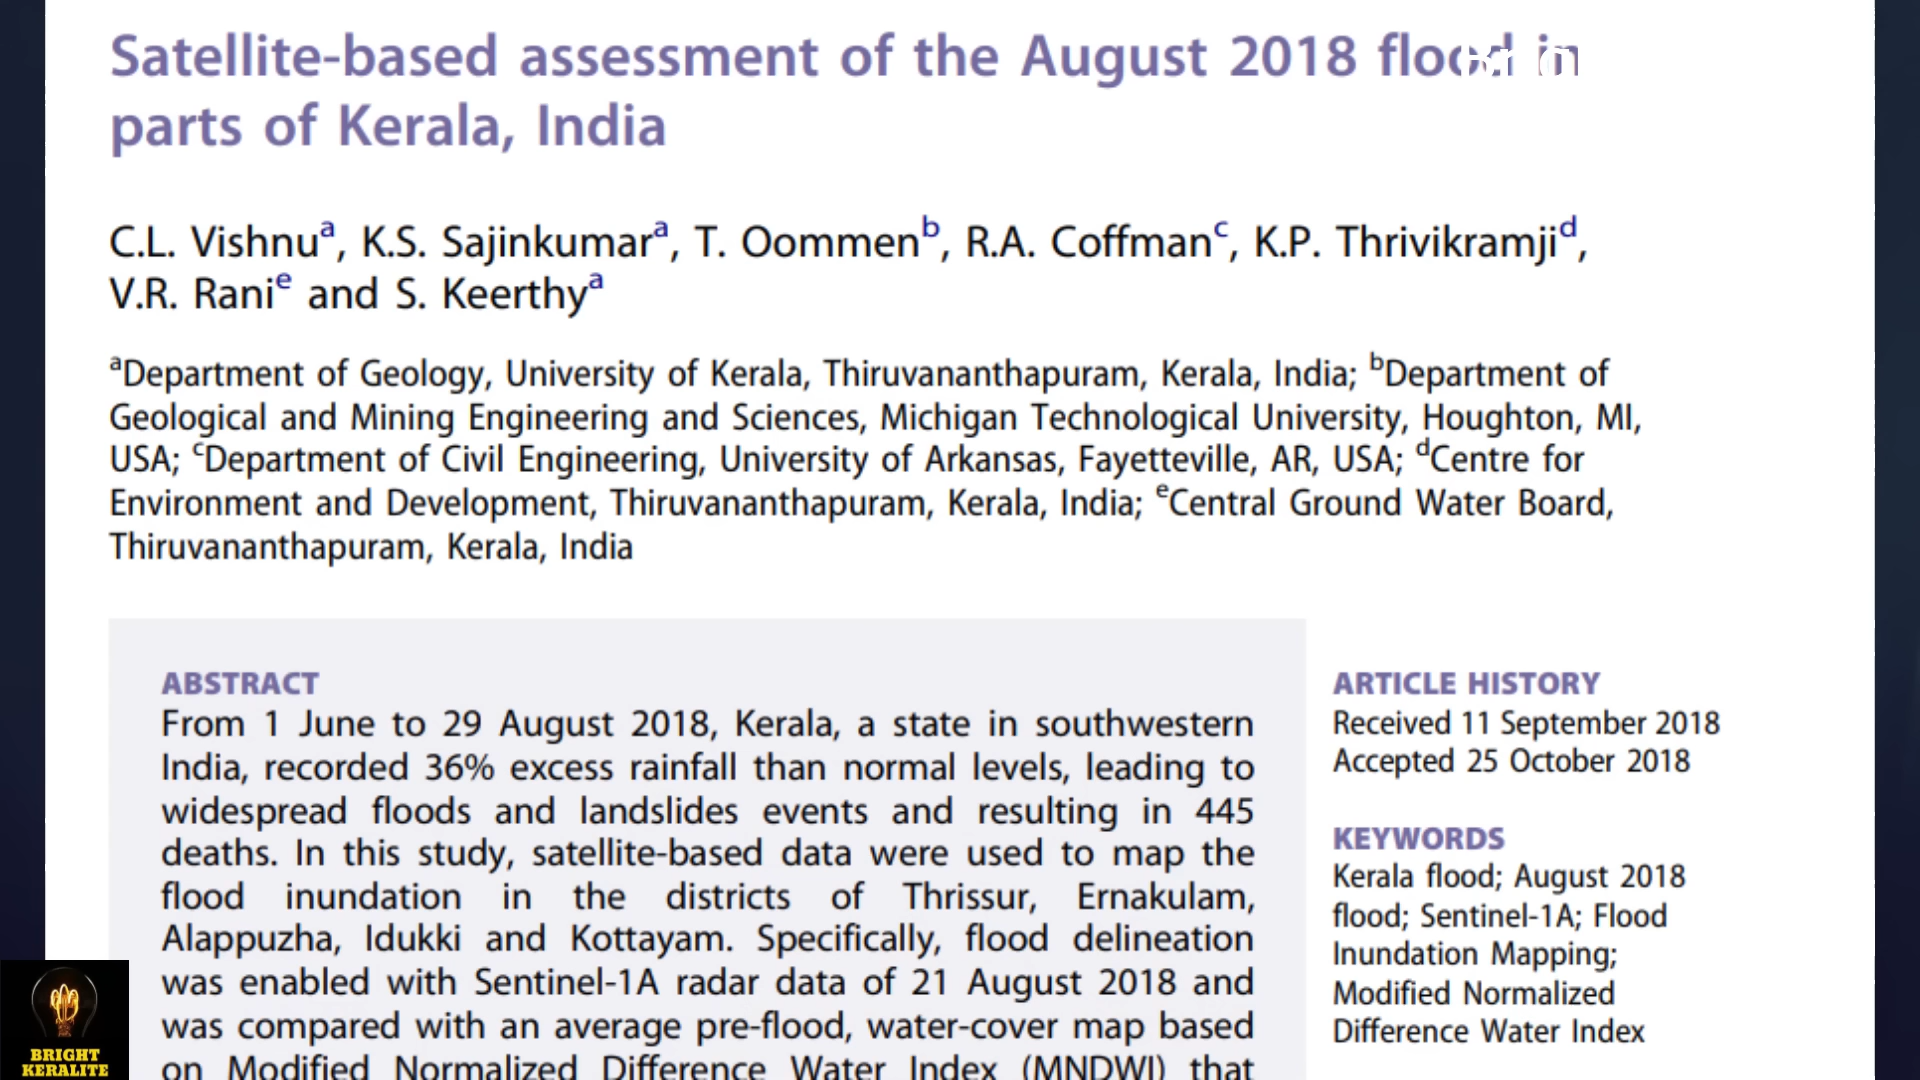 Satellite-based assessment of the August 2018 flood in
parts of Kerala, India
C.L. Vishnuᵃ, K.S. Sajinkumarᵃ, T. Oommenᵇ, R.A. Coffmanᶜ, K.P. Thrivikramjiᵈ,
V.R. Raniᵉ and S. Keerthyᵃ
ᵃDepartment of Geology, University of Kerala, Thiruvananthapuram, Kerala, India; ᵇDepartment of
Geological and Mining Engineering and Sciences, Michigan Technological University, Houghton, MI,
USA; ᶜDepartment of Civil Engineering, University of Arkansas, Fayetteville, AR, USA; ᵈCentre for
Environment and Development, Thiruvananthapuram, Kerala, India; ᵉCentral Ground Water Board,
Thiruvananthapuram, Kerala, India
ABSTRACT
From 1 June to 29 August 2018, Kerala, a state in southwestern
India, recorded 36% excess rainfall than normal levels, leading to
widespread floods and landslides events and resulting in 445
deaths. In this study, satellite-based data were used to map the
flood inundation in the districts of Thrissur, Ernakulam,
Alappuzha, Idukki and Kottayam. Specifically, flood delineation
was enabled with Sentinel-1A radar data of 21 August 2018 and
was compared with an average pre-flood, water-cover map based
on Modified Normalized Difference Water Index (MNDWI) that
ARTICLE HISTORY
Received 11 September 2018
Accepted 25 October 2018
KEYWORDS
Kerala flood; August 2018
flood; Sentinel-1A; Flood
Inundation Mapping;
Modified Normalized
Difference Water Index
BRIGHT
KERALITE